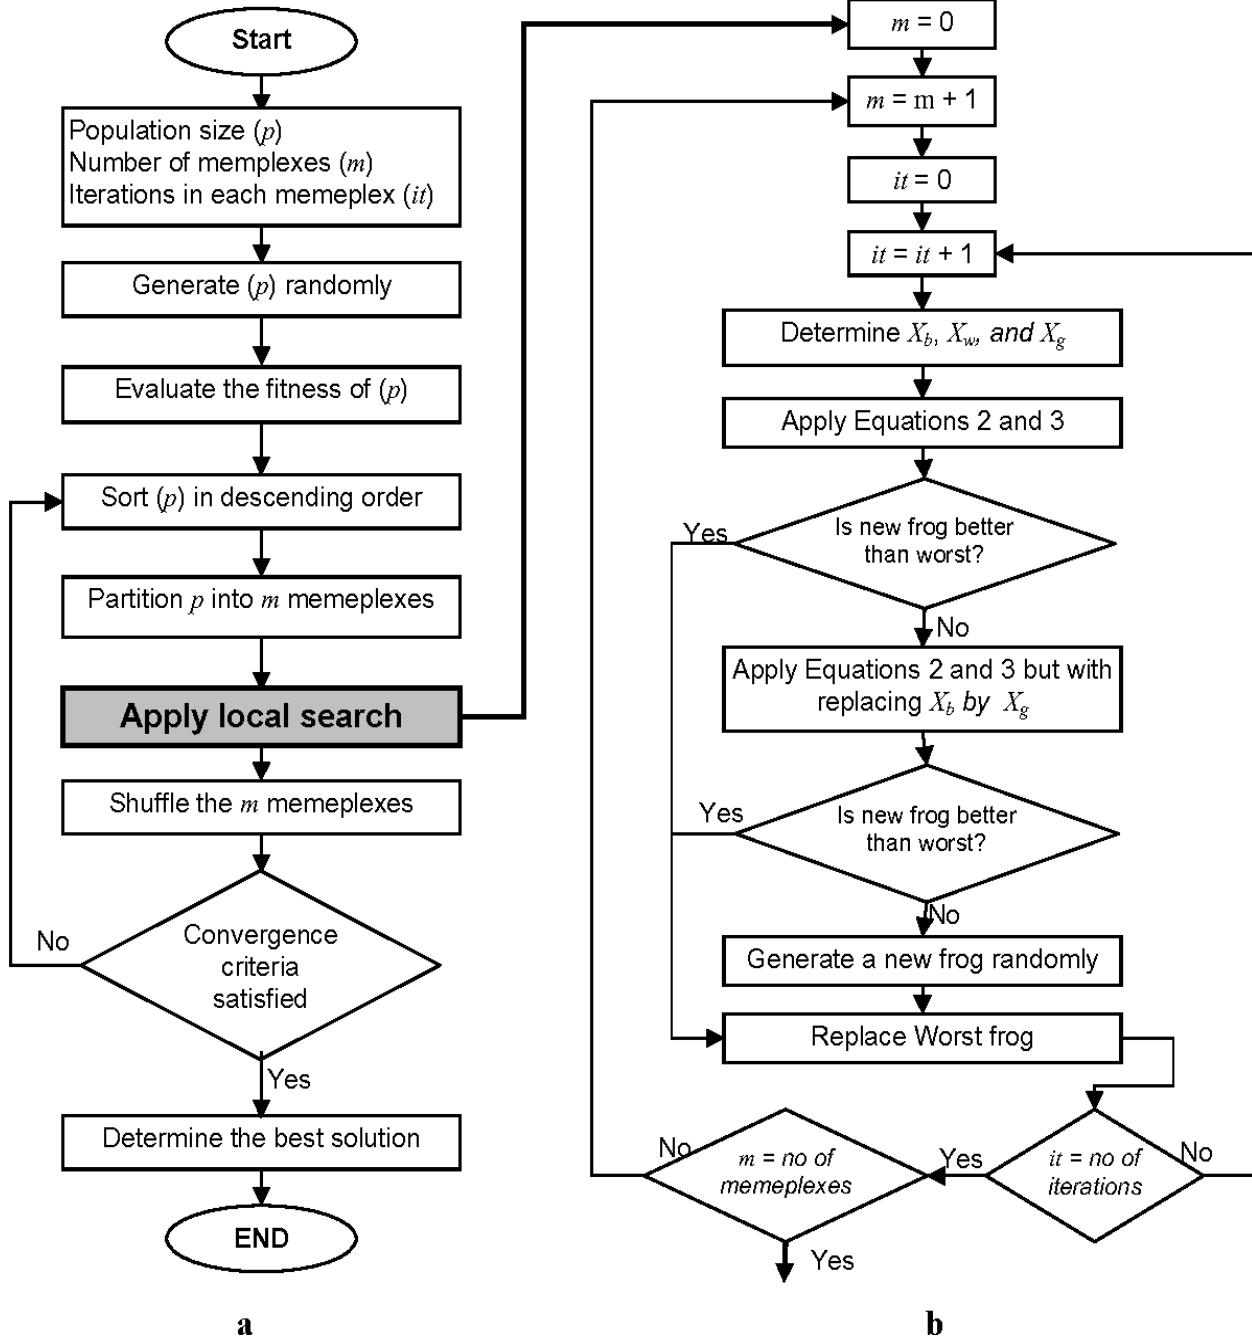 Start
Population size (p)
Number of memplexes (m)
Iterations in each memeplex (it)
Generate (p) randomly
Evaluate the fitness of (p)
Sort (p) in descending order
Partition p into m memeplexes
Apply local search
Shuffle the m memeplexes
Convergence
criteria
satisfied
No
Yes
Determine the best solution
END
a
m = 0
m = m + 1
it = 0
it = it + 1
Determine X_b, X_w, and X_g
Apply Equations 2 and 3
Is new frog better
than worst?
Yes
No
Apply Equations 2 and 3 but with
replacing X_b by X_g
Is new frog better
than worst?
Yes
No
Generate a new frog randomly
Replace Worst frog
it = no of
iterations
No
Yes
m = no of
memeplexes
No
Yes
b